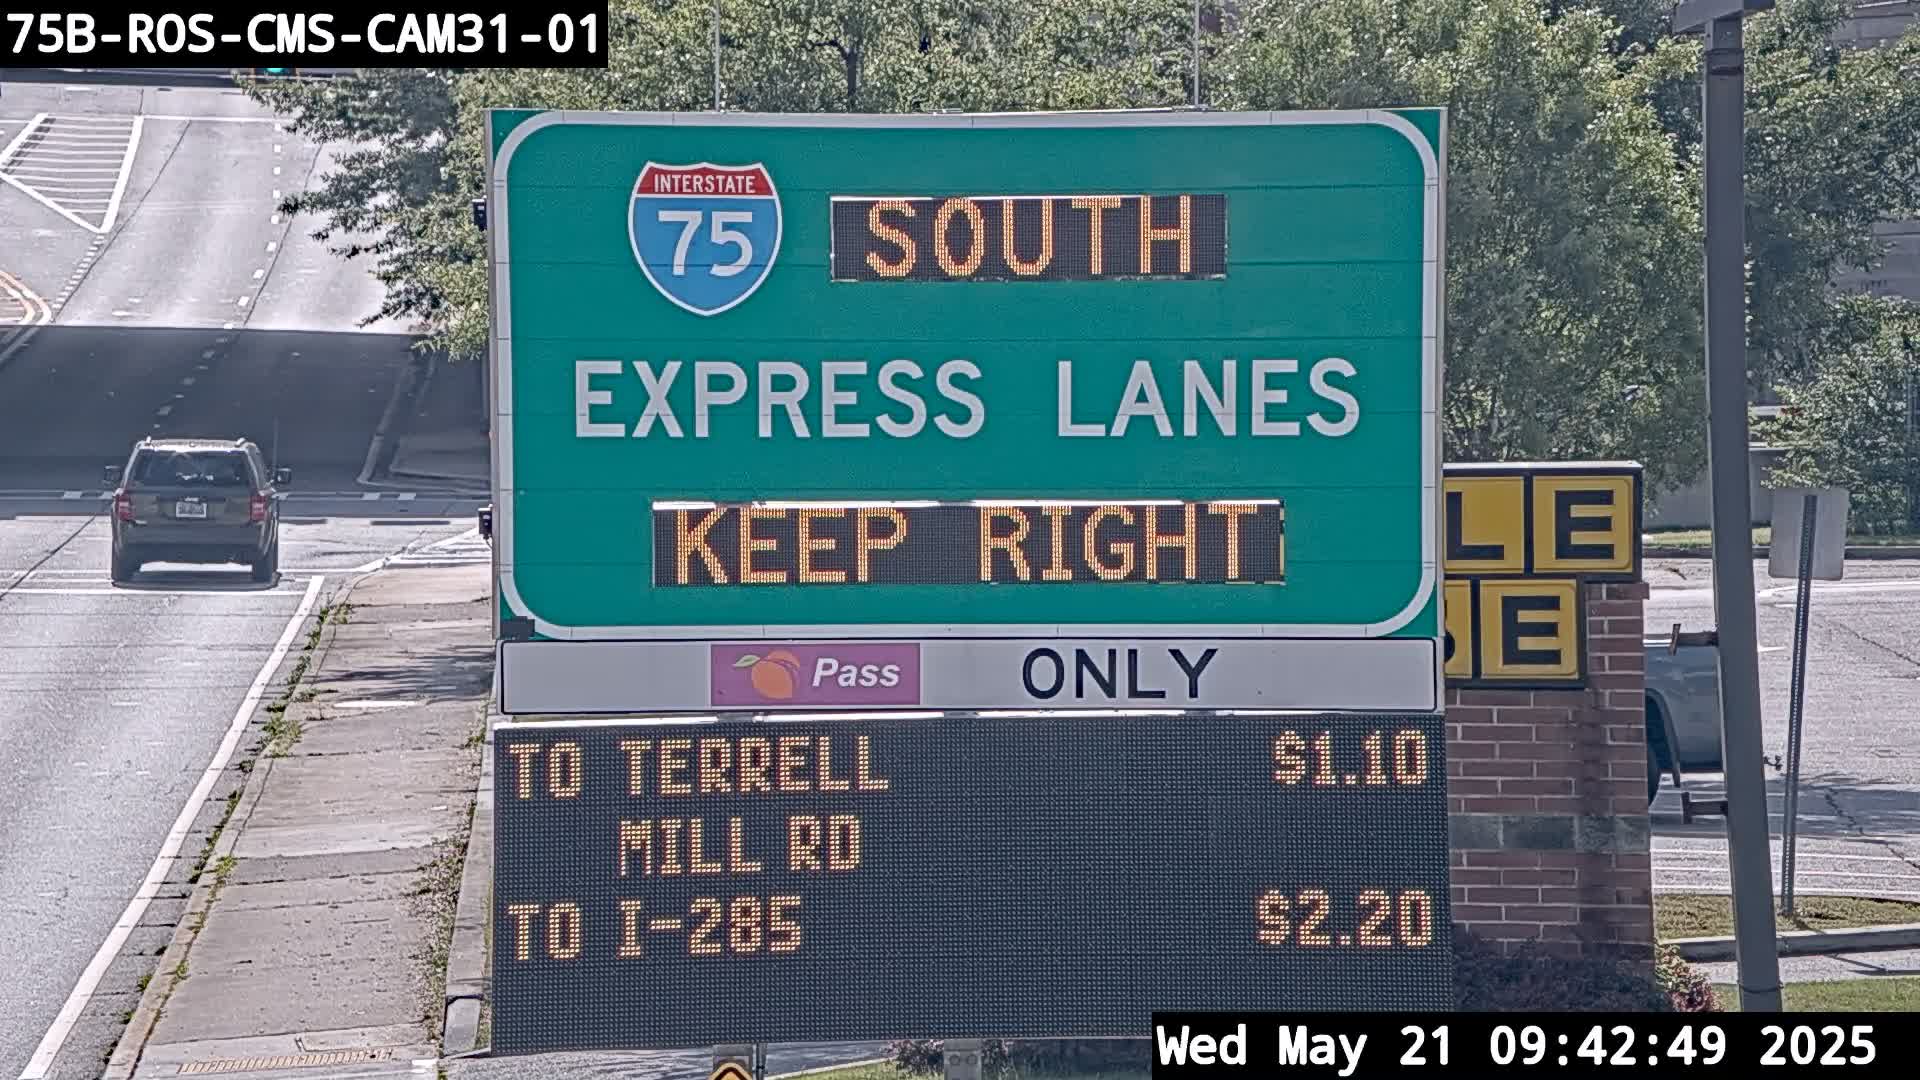 75B-ROS-CMS-CAM31-01
INTERSTATE
75
SOUTH
EXPRESS LANES
KEEP RIGHT
Pass ONLY
TO TERRELL $1.10
MILL RD
TO I-285 $2.20
LE
E
Wed May 21 09:42:49 2025